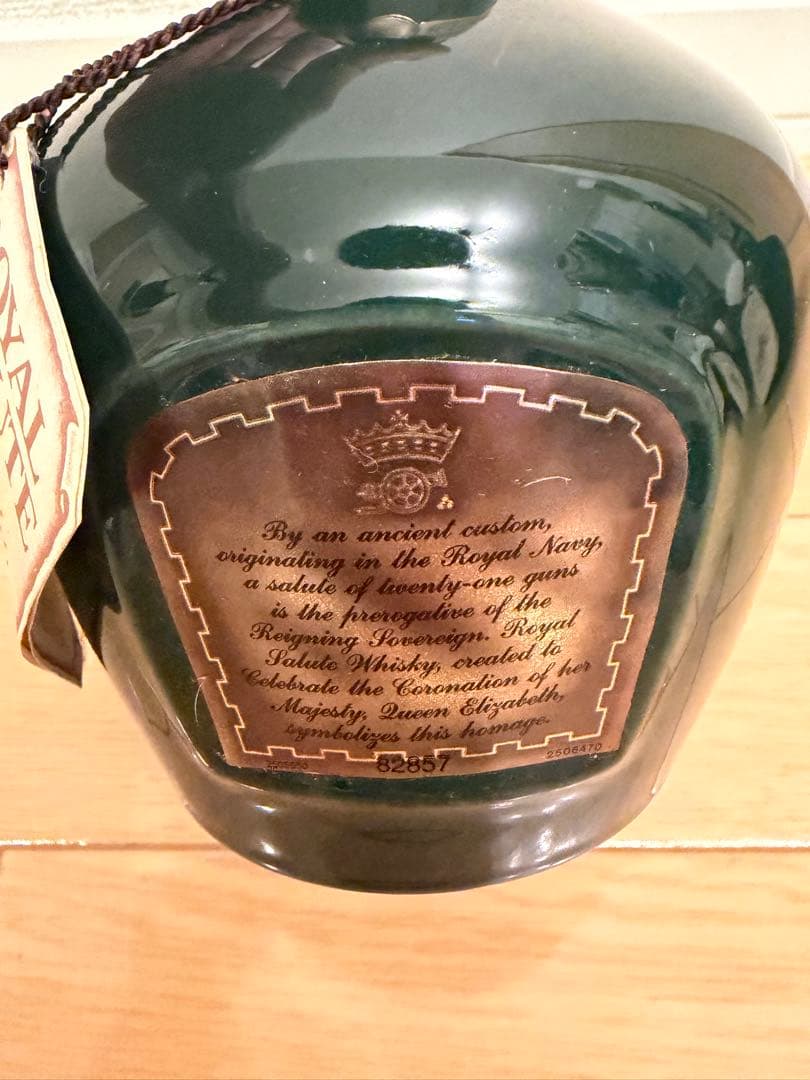 OYAL
UTE
By an ancient custom,
originating in the Royal Navy,
a salute of twenty-one guns
is the prerogative of the
Reigning Sovereign. Royal
Salute Whisky, created to
Celebrate the Coronation of her
Majesty, Queen Elizabeth,
symbolizes this homage.
82857
2506470